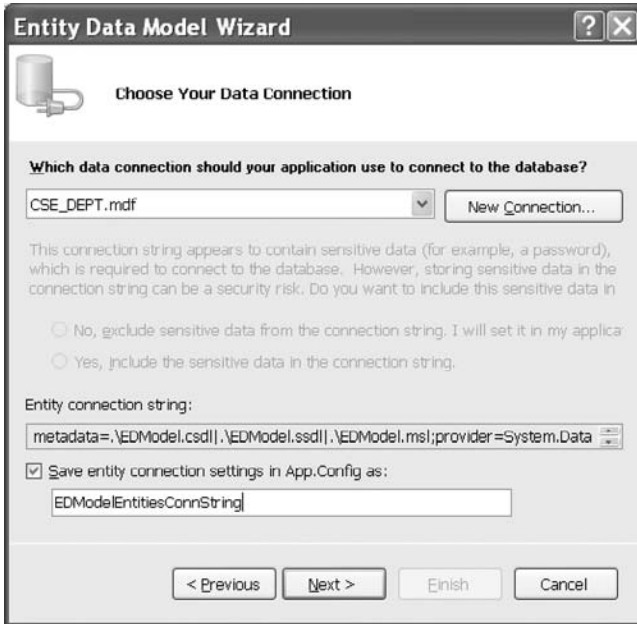 Entity Data Model Wizard
Choose Your Data Connection
Which data connection should your application use to connect to the database?
CSE_DEPT.mdf
New Connection...
This connection string appears to contain sensitive data (for example, a password),
which is required to connect to the database. However, storing sensitive data in the
connection string can be a security risk. Do you want to include this sensitive data in
No, exclude sensitive data from the connection string. I will set it in my applica
Yes, include the sensitive data in the connection string.
Entity connection string:
metadata=.\EDModel.csdl|.\EDModel.ssdl|.\EDModel.msl;provider=System.Data
Save entity connection settings in App.Config as:
EDModelEntitiesConnString
< Previous
Next >
Finish
Cancel